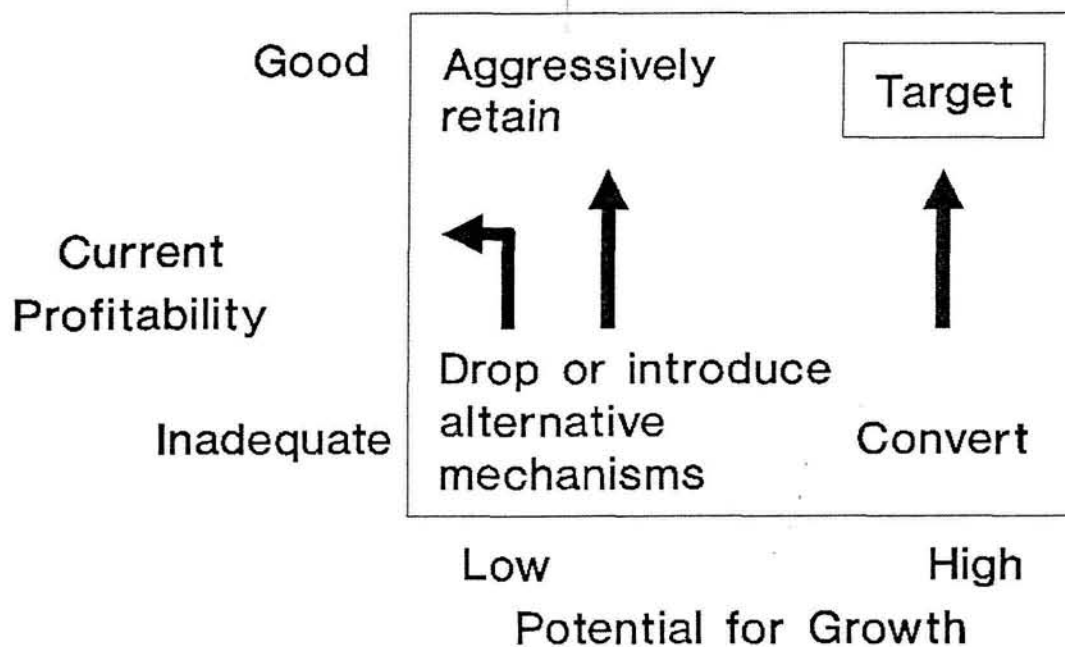 Good
Aggressively
retain
Target
Current
Profitability
Drop or introduce
alternative
mechanisms
Inadequate
Convert
Low
High
Potential for Growth